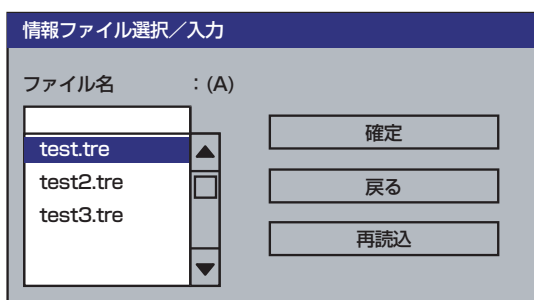 情報ファイル選択／入力
ファイル名 : (A)
test.tre
test2.tre
test3.tre
確定
戻る
再読込